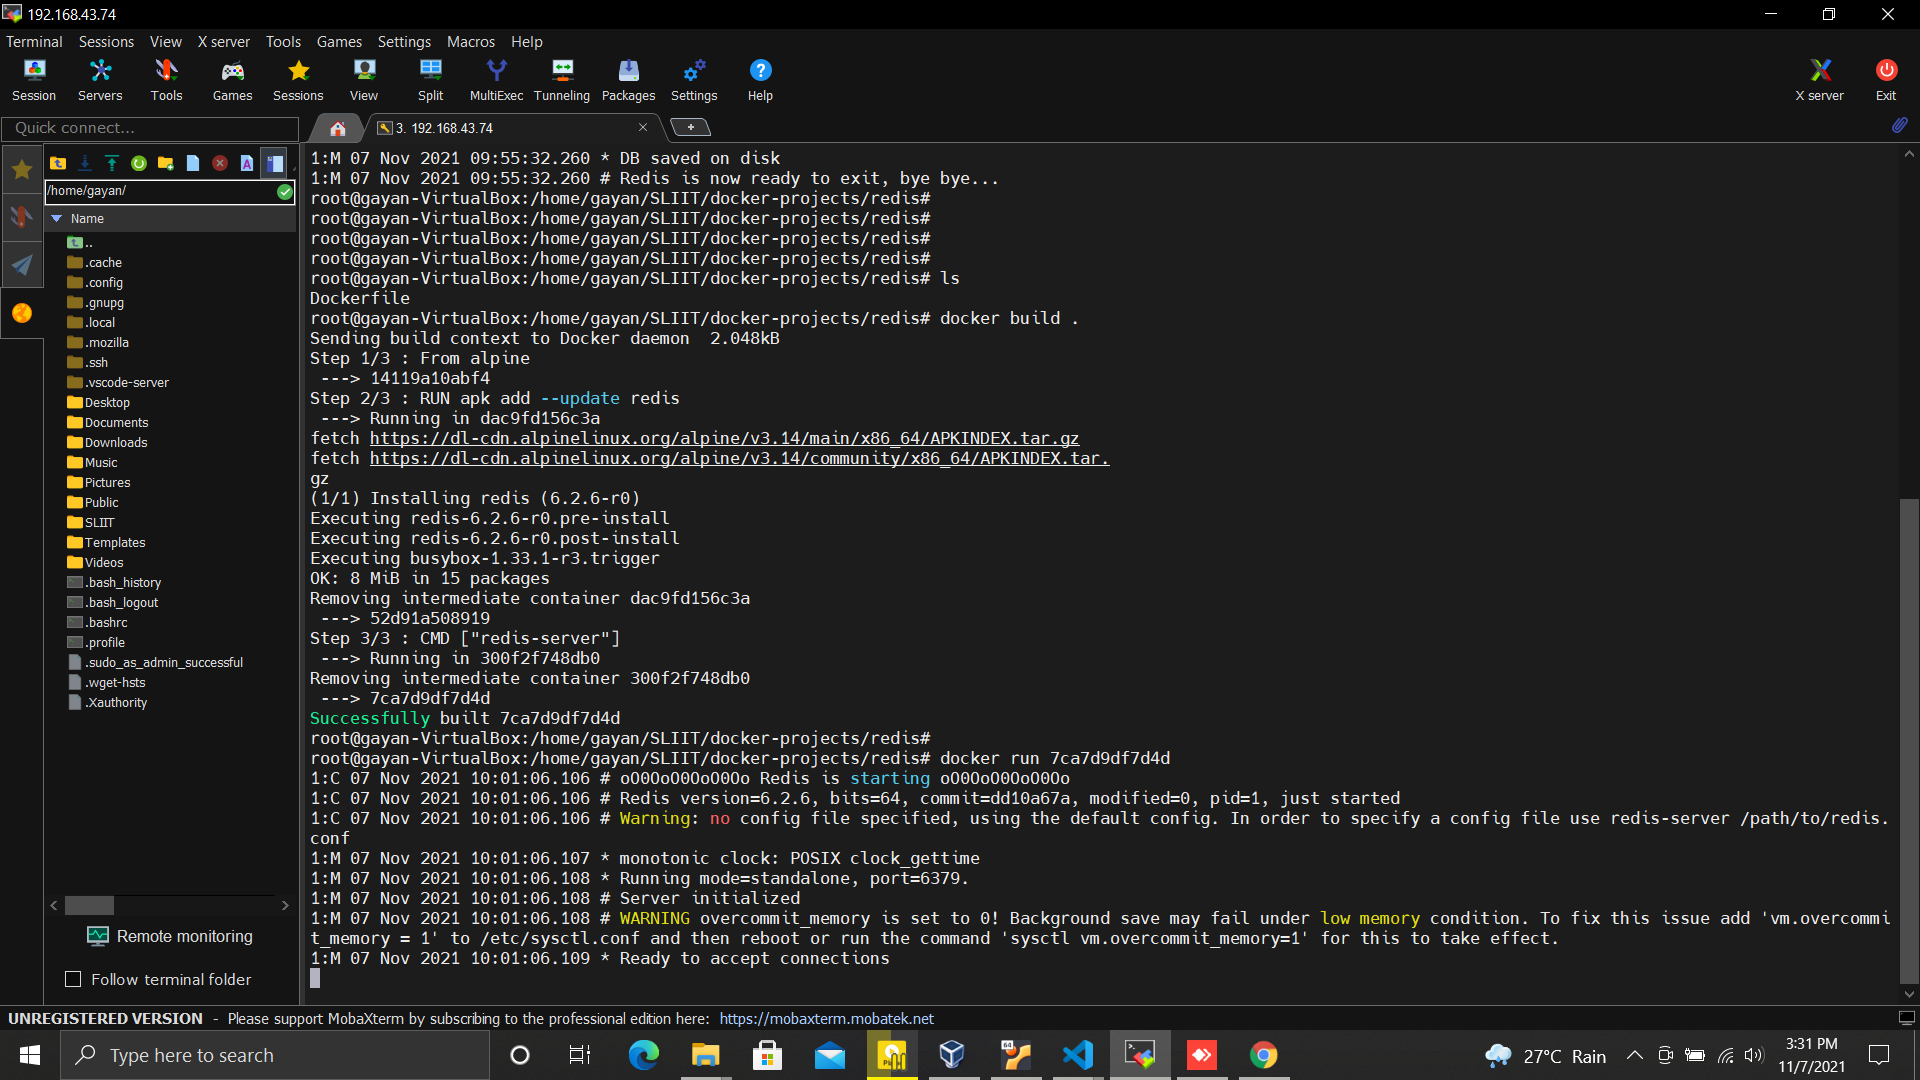 192.168.43.74
Terminal Sessions View X server Tools Games Settings Macros Help
Session Servers Tools Games Sessions View Split MultiExec Tunneling Packages Settings Help X server Exit
Quick connect...
3. 192.168.43.74
/home/gayan/
Name
..
.cache
.config
.gnupg
.local
.mozilla
.ssh
.vscode-server
Desktop
Documents
Downloads
Music
Pictures
Public
SLIIT
Templates
Videos
.bash_history
.bash_logout
.bashrc
.profile
.sudo_as_admin_successful
.wget-hsts
.Xauthority
Remote monitoring
Follow terminal folder
1:M 07 Nov 2021 09:55:32.260 * DB saved on disk
1:M 07 Nov 2021 09:55:32.260 # Redis is now ready to exit, bye bye...
root@gayan-VirtualBox:/home/gayan/SLIIT/docker-projects/redis#
root@gayan-VirtualBox:/home/gayan/SLIIT/docker-projects/redis#
root@gayan-VirtualBox:/home/gayan/SLIIT/docker-projects/redis#
root@gayan-VirtualBox:/home/gayan/SLIIT/docker-projects/redis#
root@gayan-VirtualBox:/home/gayan/SLIIT/docker-projects/redis# ls
Dockerfile
root@gayan-VirtualBox:/home/gayan/SLIIT/docker-projects/redis# docker build .
Sending build context to Docker daemon  2.048kB
Step 1/3 : From alpine
 ---> 14119a10abf4
Step 2/3 : RUN apk add --update redis
 ---> Running in dac9fd156c3a
fetch https://dl-cdn.alpinelinux.org/alpine/v3.14/main/x86_64/APKINDEX.tar.gz
fetch https://dl-cdn.alpinelinux.org/alpine/v3.14/community/x86_64/APKINDEX.tar.
gz
(1/1) Installing redis (6.2.6-r0)
Executing redis-6.2.6-r0.pre-install
Executing redis-6.2.6-r0.post-install
Executing busybox-1.33.1-r3.trigger
OK: 8 MiB in 15 packages
Removing intermediate container dac9fd156c3a
 ---> 52d91a508919
Step 3/3 : CMD ["redis-server"]
 ---> Running in 300f2f748db0
Removing intermediate container 300f2f748db0
 ---> 7ca7d9df7d4d
Successfully built 7ca7d9df7d4d
root@gayan-VirtualBox:/home/gayan/SLIIT/docker-projects/redis#
root@gayan-VirtualBox:/home/gayan/SLIIT/docker-projects/redis# docker run 7ca7d9df7d4d
1:C 07 Nov 2021 10:01:06.106 # oO0OoO0OoO0Oo Redis is starting oO0OoO0OoO0Oo
1:C 07 Nov 2021 10:01:06.106 # Redis version=6.2.6, bits=64, commit=dd10a67a, modified=0, pid=1, just started
1:C 07 Nov 2021 10:01:06.106 # Warning: no config file specified, using the default config. In order to specify a config file use redis-server /path/to/redis.
conf
1:M 07 Nov 2021 10:01:06.107 * monotonic clock: POSIX clock_gettime
1:M 07 Nov 2021 10:01:06.108 * Running mode=standalone, port=6379.
1:M 07 Nov 2021 10:01:06.108 # Server initialized
1:M 07 Nov 2021 10:01:06.108 # WARNING overcommit_memory is set to 0! Background save may fail under low memory condition. To fix this issue add 'vm.overcommi
t_memory = 1' to /etc/sysctl.conf and then reboot or run the command 'sysctl vm.overcommit_memory=1' for this to take effect.
1:M 07 Nov 2021 10:01:06.109 * Ready to accept connections
UNREGISTERED VERSION - Please support MobaXterm by subscribing to the professional edition here: https://mobaxterm.mobatek.net
Type here to search
64
27°C Rain
3:31 PM
11/7/2021